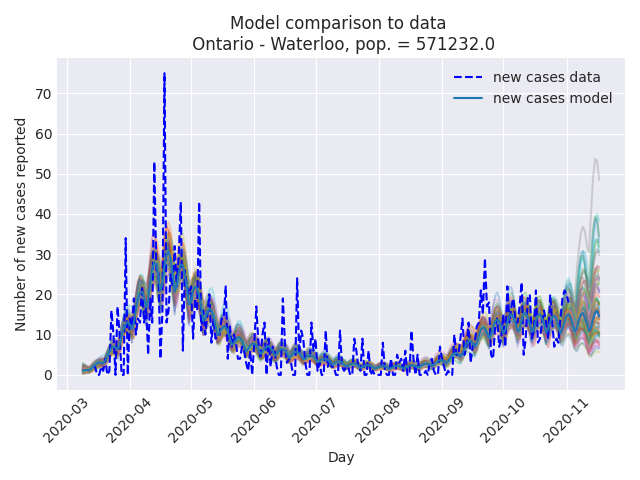 Model comparison to data
Ontario - Waterloo, pop. = 571232.0
new cases data
new cases model
Number of new cases reported
70
60
50
40
30
20
10
0
2020-03
2020-04
2020-05
2020-06
2020-07
2020-08
2020-09
2020-10
2020-11
Day